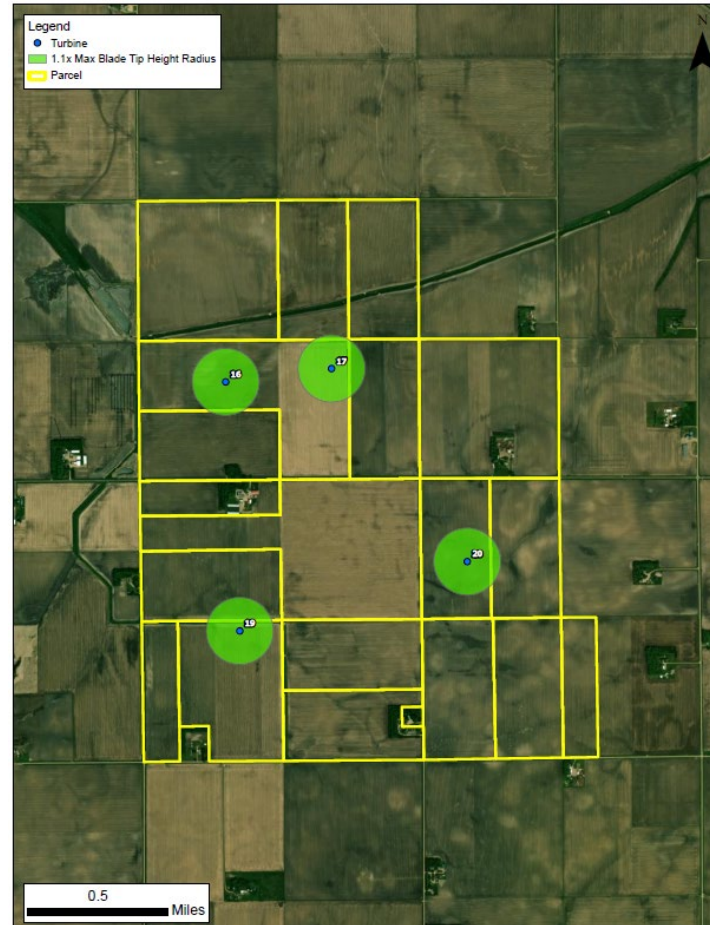 Legend
Turbine
1.1x Max Blade Tip Height Radius
Parcel
N
16
17
20
19
0.5
Miles